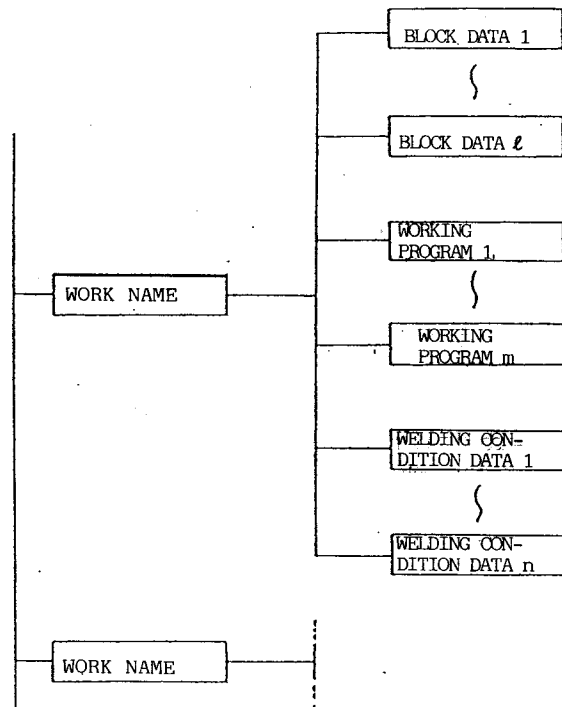 BLOCK DATA 1
BLOCK DATA ℓ
WORKING
PROGRAM 1
WORK NAME
WORKING
PROGRAM m
WELDING CON-
DITION DATA 1
WELDING CON-
DITION DATA n
WORK NAME